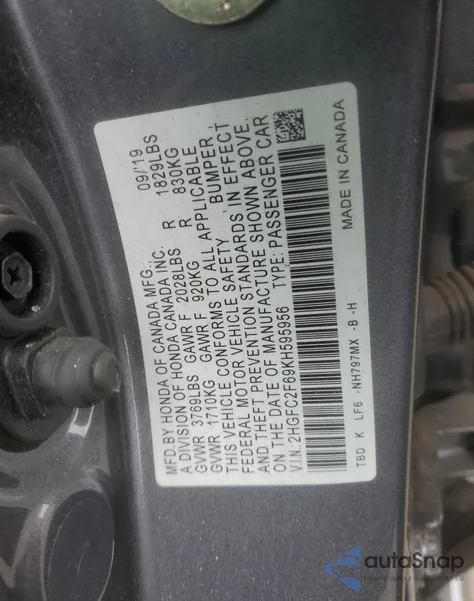 MFD.BY HONDA OF CANADA MFG., 09/'19
A DIVISION OF HONDA CANADA INC.
GVWR 3769LBS GAWR F 2028LBS R 1829LBS
GVWR 1710KG GAWR F 920KG R 830KG
THIS VEHICLE CONFORMS TO ALL APPLICABLE
FEDERAL MOTOR VEHICLE SAFETY, BUMPER,
AND THEFT PREVENTION STANDARDS, IN EFFECT
ON THE DATE OF MANUFACTURE SHOWN ABOVE.
V.I.N.:2HGFC2F69KH595956 TYPE: PASSENGER CAR
TBD K LF6 -NH797MX -B -H
MADE IN CANADA
autoSnap